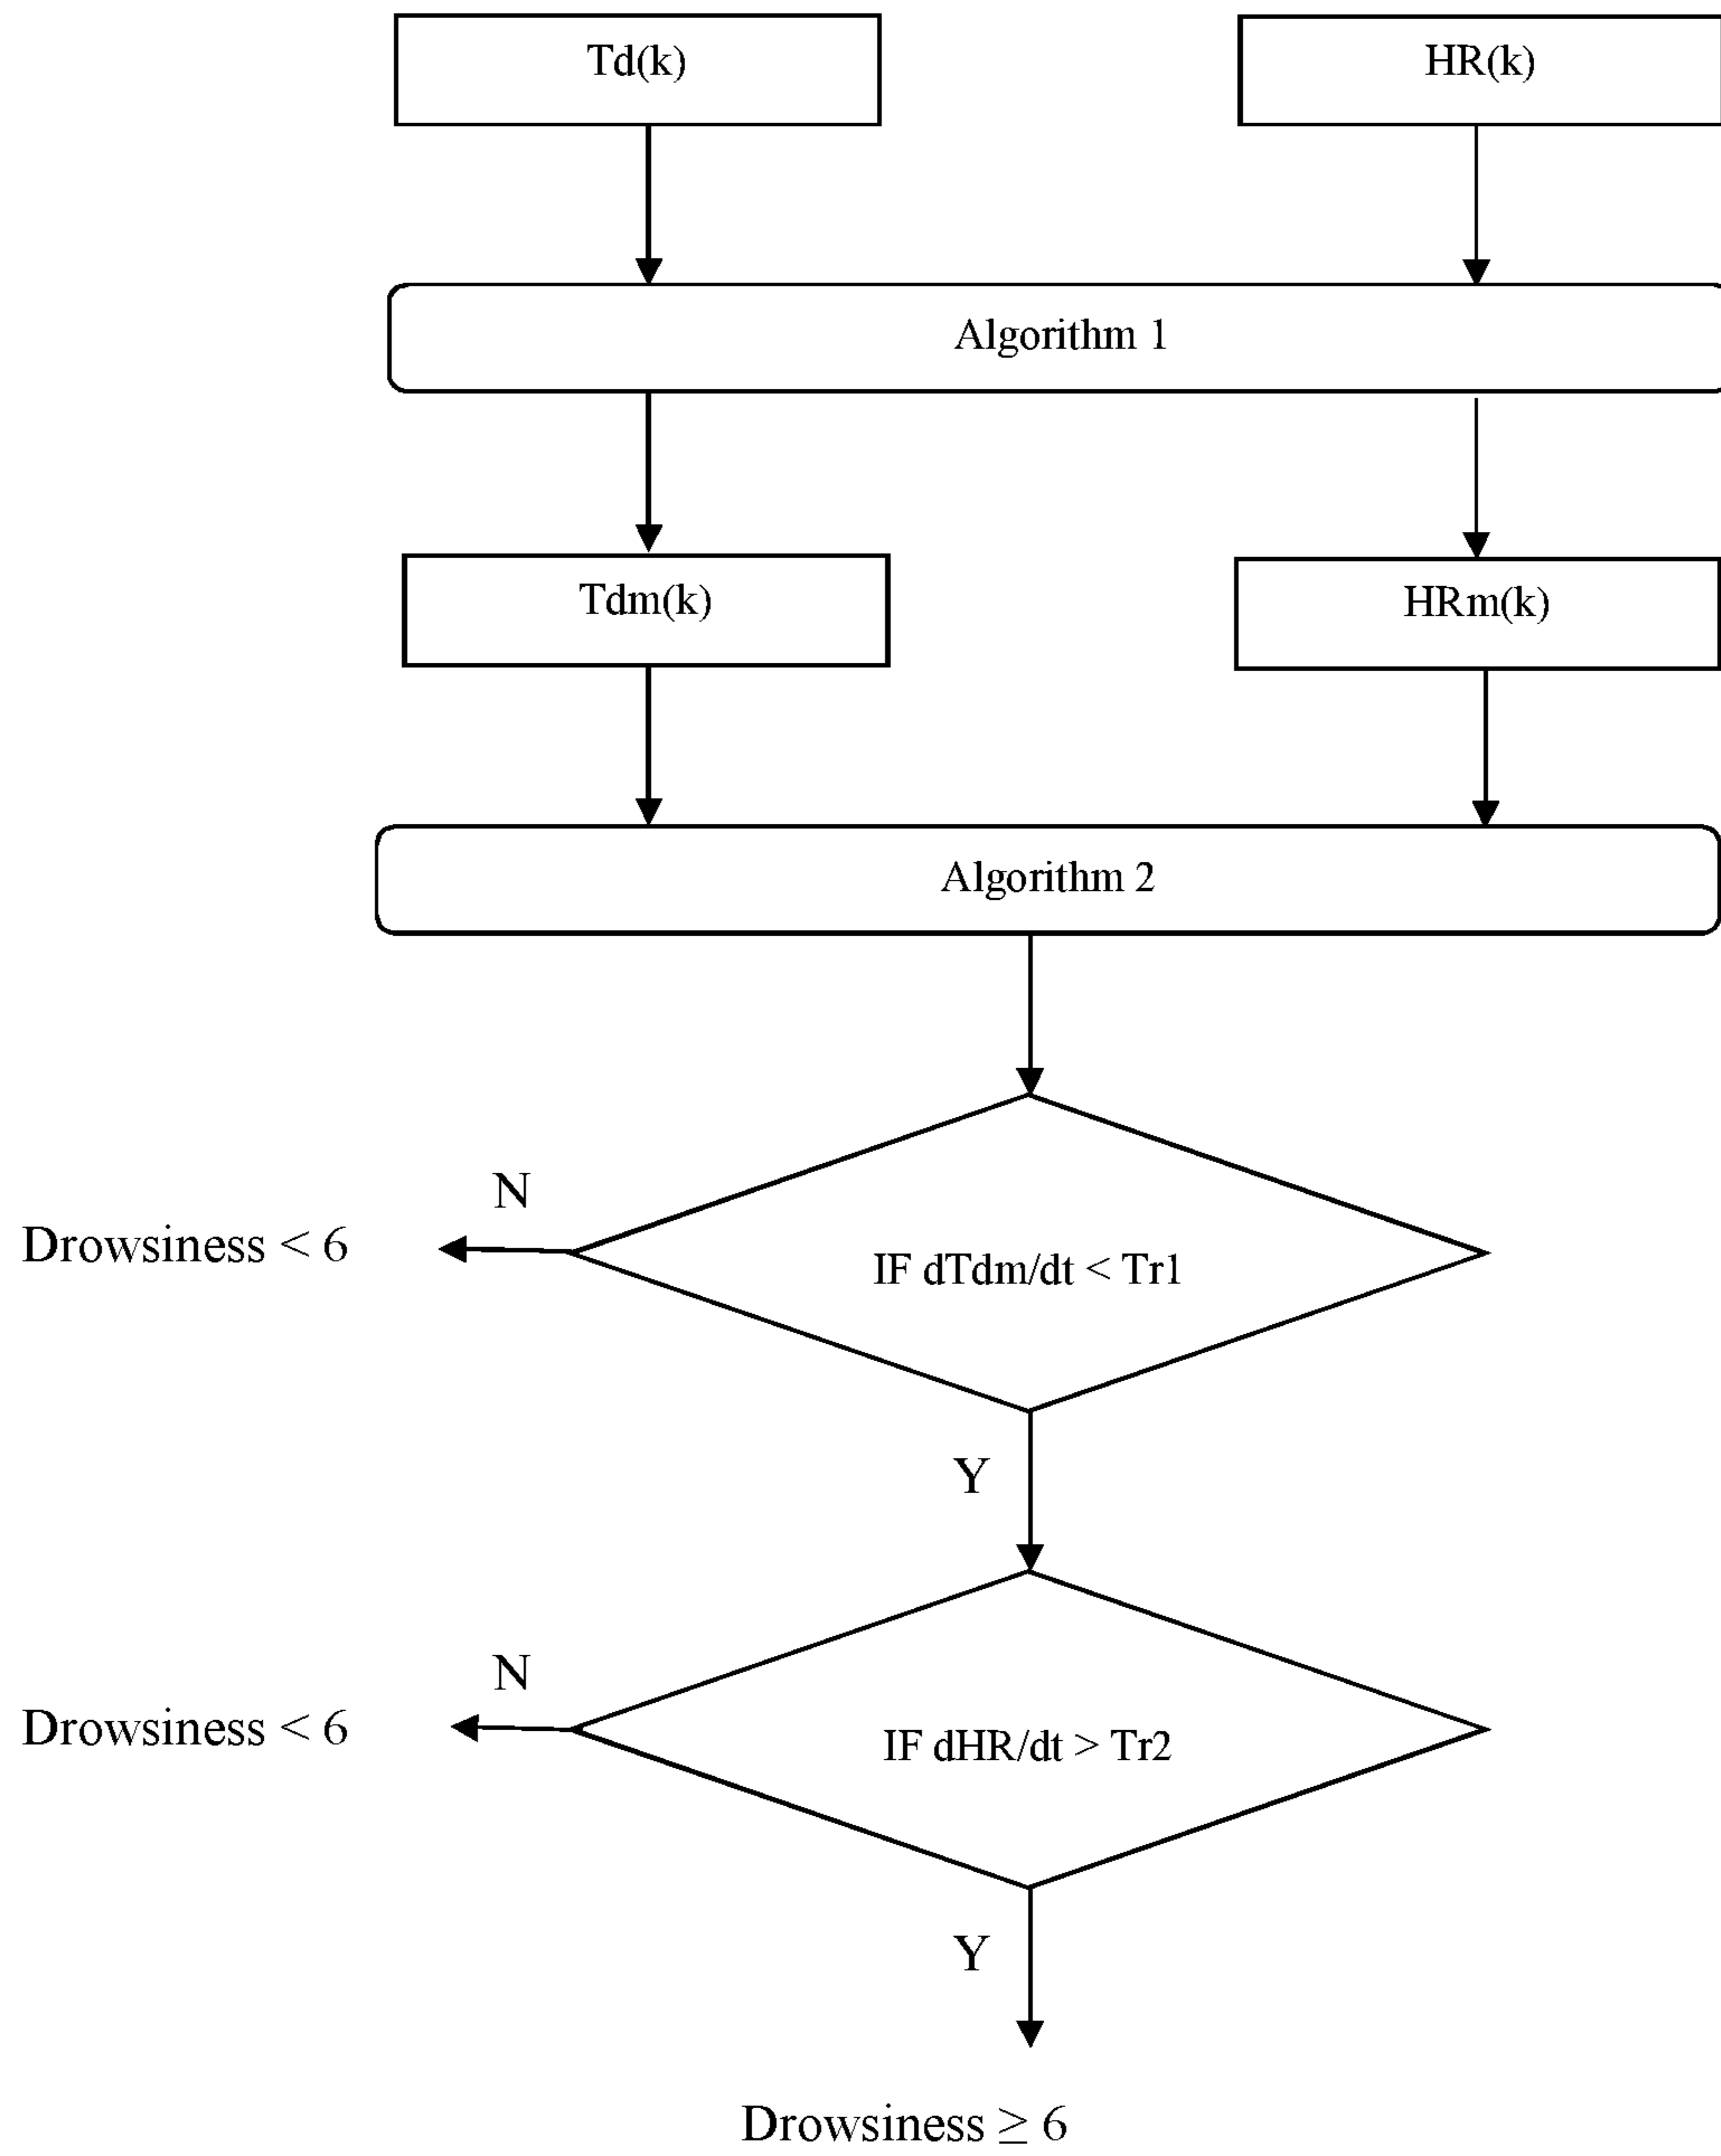 Td(k)
HR(k)
Algorithm 1
Tdm(k)
HRm(k)
Algorithm 2
N
Drowsiness < 6
IF dTdm/dt < Tr1
Y
N
Drowsiness < 6
IF dHR/dt > Tr2
Y
Drowsiness ≥ 6